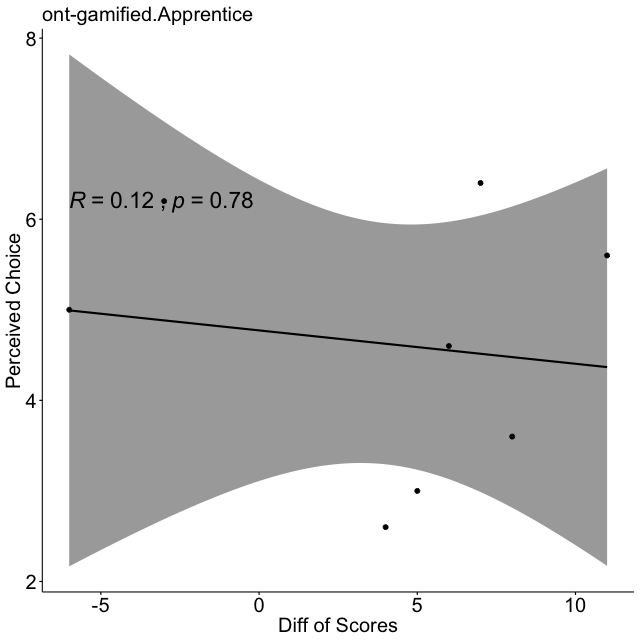 ont-gamified.Apprentice
8
6
4
2
R = 0.12 , p = 0.78
Perceived Choice
-5 0 5 10
Diff of Scores